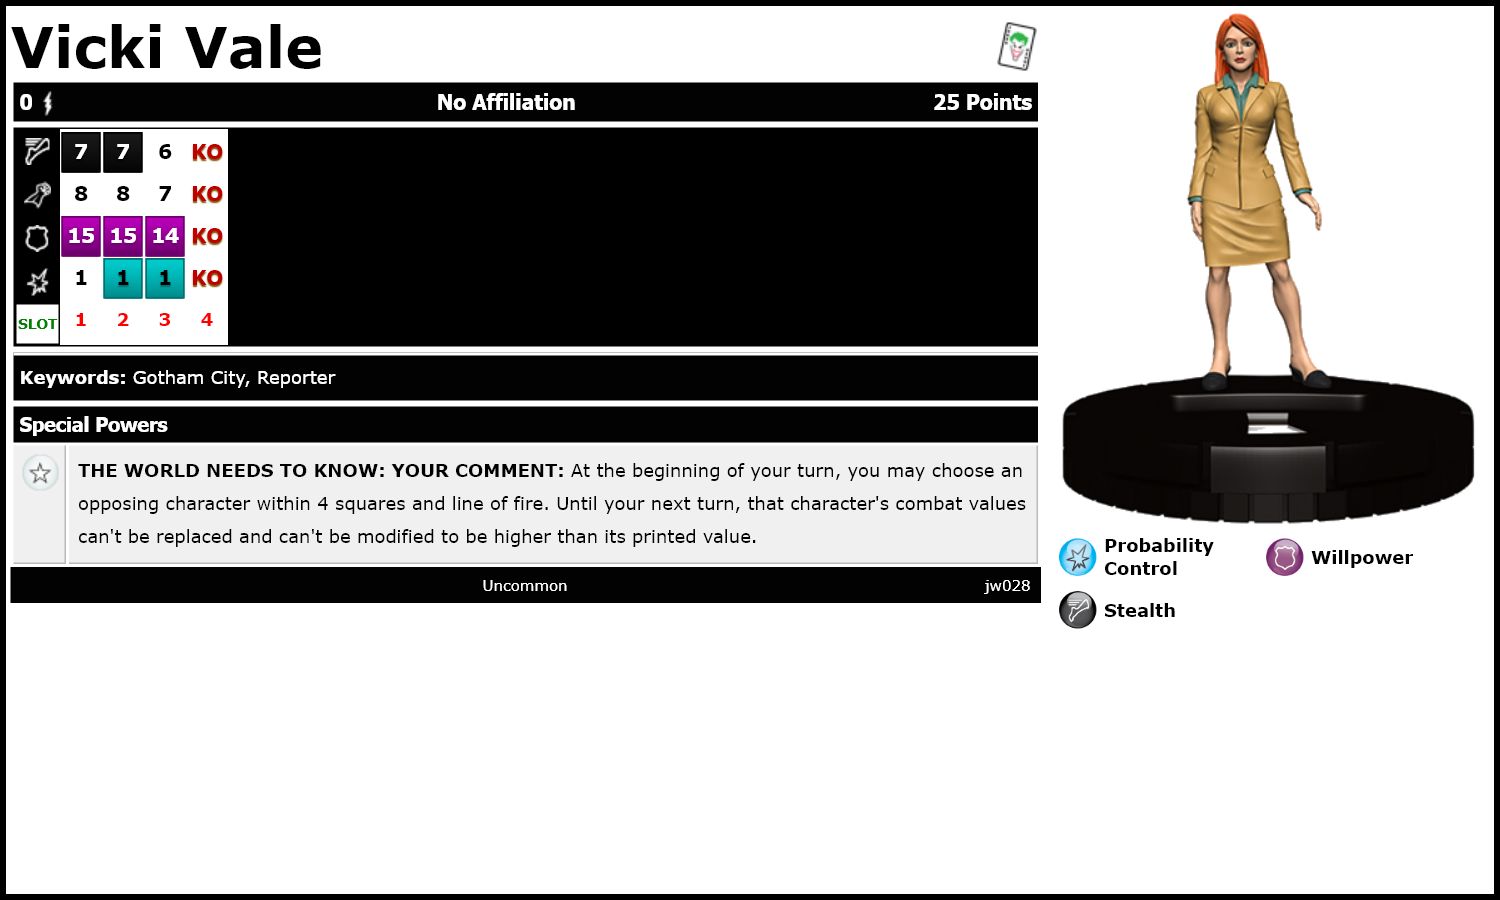 Vicki Vale
0 No Affiliation 25 Points
7 7 6 KO
8 8 7 KO
15 15 14 KO
1 1 1 KO
SLOT 1 2 3 4
Keywords: Gotham City, Reporter
Special Powers
THE WORLD NEEDS TO KNOW: YOUR COMMENT: At the beginning of your turn, you may choose an
opposing character within 4 squares and line of fire. Until your next turn, that character's combat values
can't be replaced and can't be modified to be higher than its printed value.
Uncommon jw028
Probability
Control
Willpower
Stealth